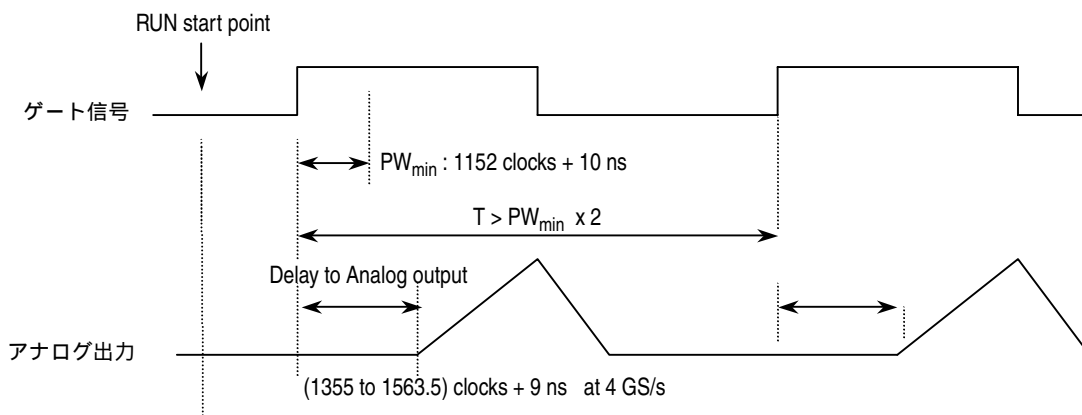 RUN start point
ゲート信号
PWmin : 1152 clocks + 10 ns
T > PWmin x 2
Delay to Analog output
アナログ出力
(1355 to 1563.5) clocks + 9 ns at 4 GS/s